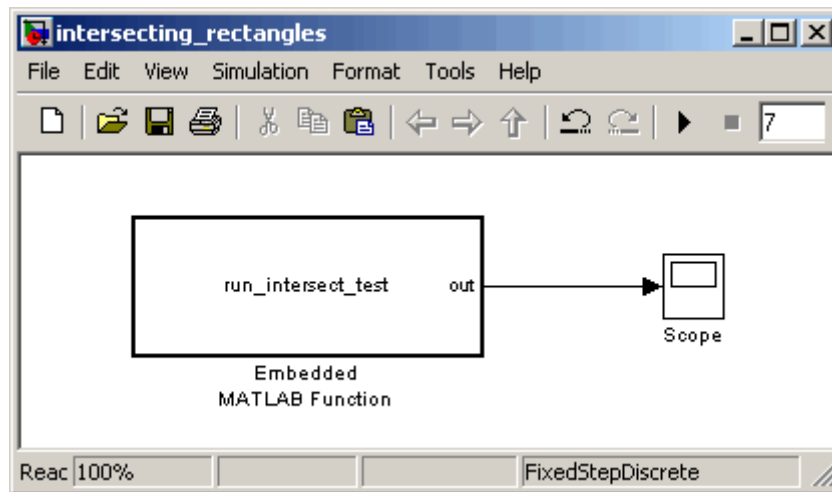 intersecting_rectangles
File Edit View Simulation Format Tools Help
7
run_intersect_test out
Scope
Embedded
MATLAB Function
Reac 100% FixedStepDiscrete